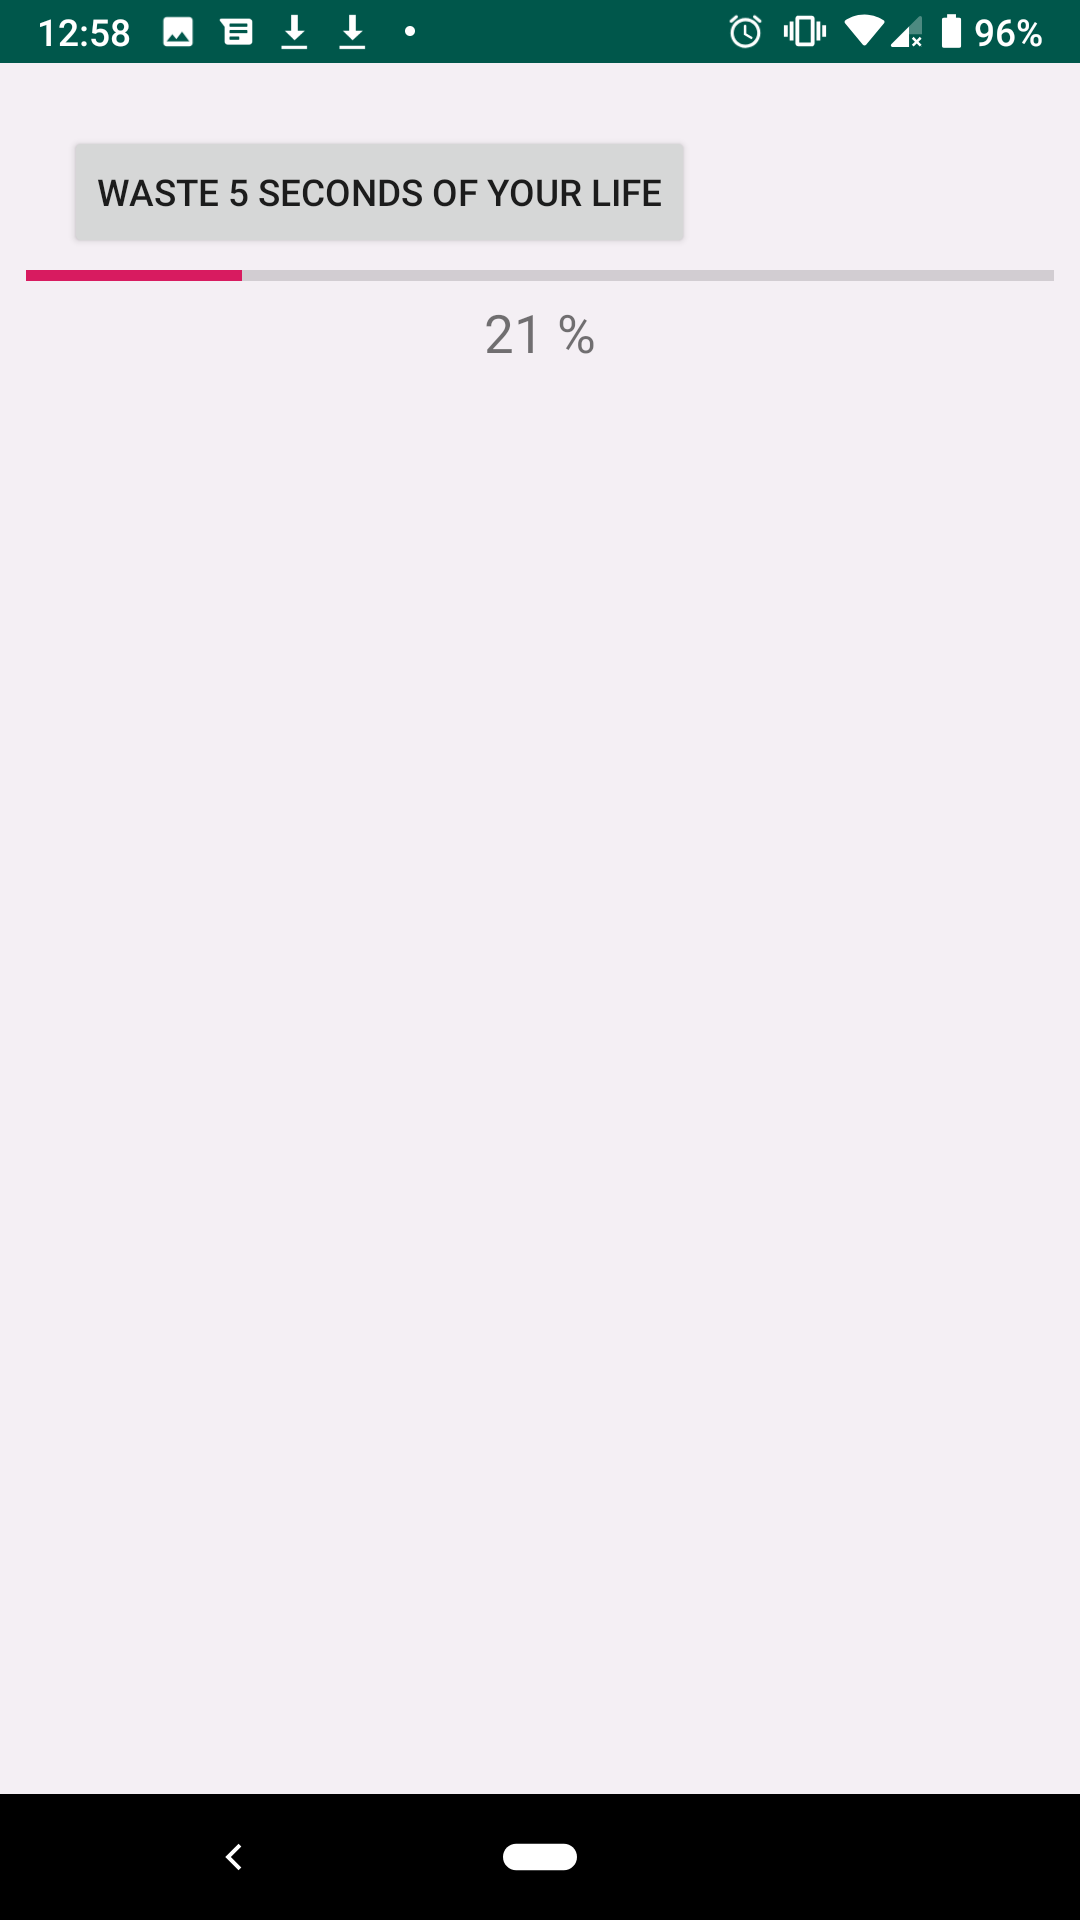 12:58 96%
WASTE 5 SECONDS OF YOUR LIFE
21 %